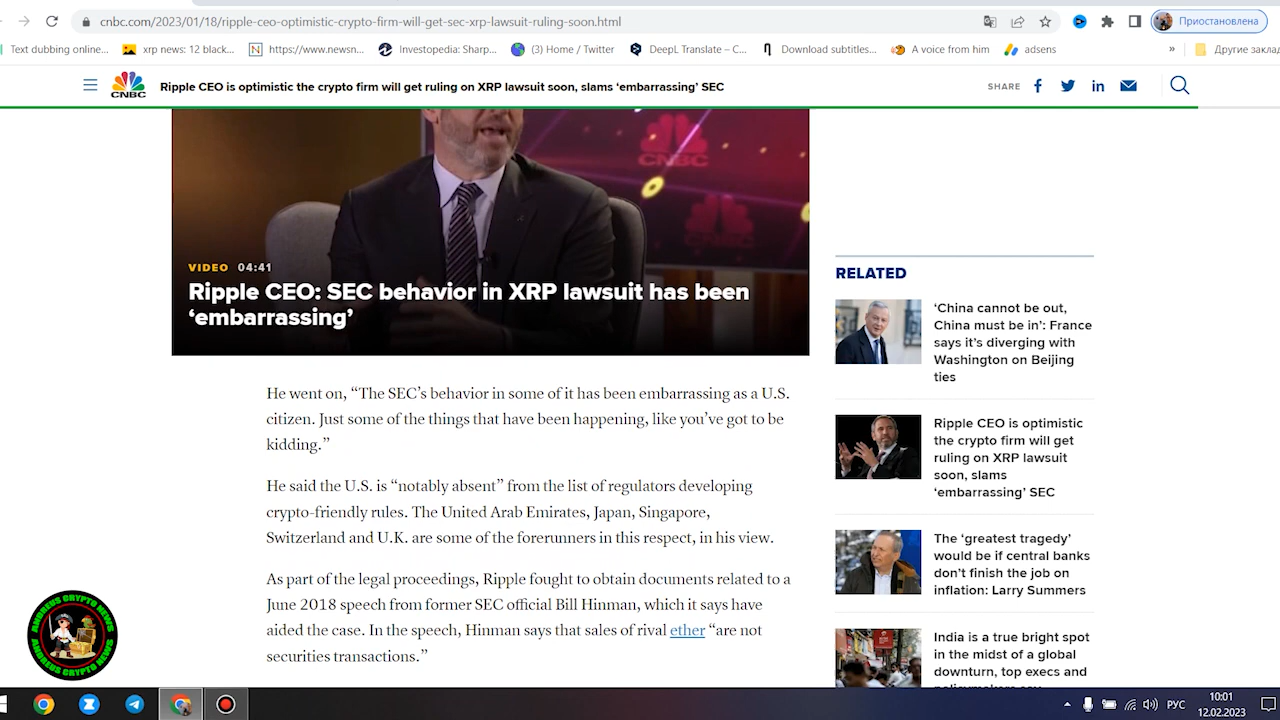 cnbc.com/2023/01/18/ripple-ceo-optimistic-crypto-firm-will-get-sec-xrp-lawsuit-ruling-soon.html
Приостановлена
Text dubbing online...
xrp news: 12 black...
https://www.newsn...
Investopedia: Sharp...
(3) Home / Twitter
DeepL Translate – C...
Download subtitles...
A voice from him
adsens
»
Другие закла
CNBC
Ripple CEO is optimistic the crypto firm will get ruling on XRP lawsuit soon, slams ‘embarrassing’ SEC
SHARE
CNBC
VIDEO 04:41
Ripple CEO: SEC behavior in XRP lawsuit has been
‘embarrassing’
He went on, “The SEC’s behavior in some of it has been embarrassing as a U.S.
citizen. Just some of the things that have been happening, like you’ve got to be
kidding.”
He said the U.S. is “notably absent” from the list of regulators developing
crypto-friendly rules. The United Arab Emirates, Japan, Singapore,
Switzerland and U.K. are some of the forerunners in this respect, in his view.
As part of the legal proceedings, Ripple fought to obtain documents related to a
June 2018 speech from former SEC official Bill Hinman, which it says have
aided the case. In the speech, Hinman says that sales of rival ether “are not
securities transactions.”
RELATED
‘China cannot be out,
China must be in’: France
says it’s diverging with
Washington on Beijing
ties
Ripple CEO is optimistic
the crypto firm will get
ruling on XRP lawsuit
soon, slams
‘embarrassing’ SEC
The ‘greatest tragedy’
would be if central banks
don’t finish the job on
inflation: Larry Summers
India is a true bright spot
in the midst of a global
downturn, top execs and
policymakers say
ANDREUS CRYPTO NEWS
ANDREUS CRYPTO NEWS
РУС
10:01
12.02.2023